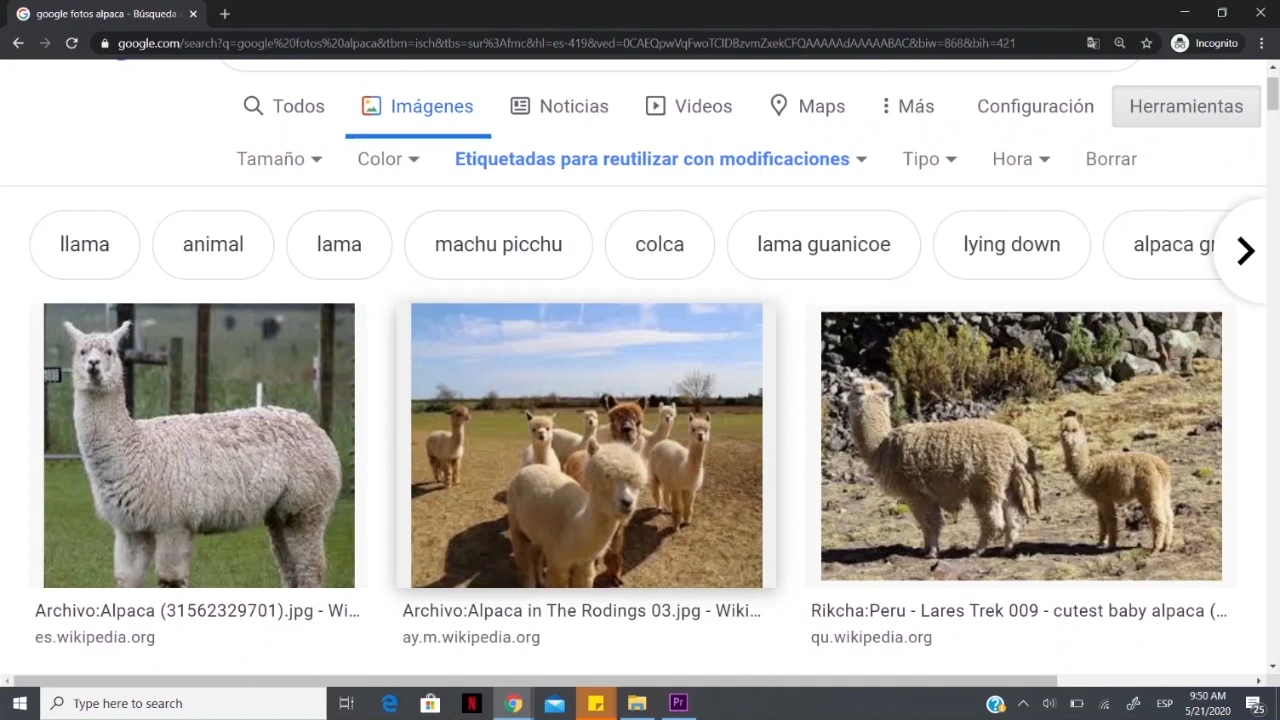 google fotos alpaca - Búsqueda
google.com/search?q=google%20fotos%20alpaca&tbm=isch&tbs=sur%3Afmc&hl=es-419&ved=0CAEQpwVqFwoTCIDBzvmZxekCFQAAAAAdAAAAABAC&biw=868&bih=421
Incognito
Todos Imágenes Noticias Videos Maps Más Configuración Herramientas
Tamaño Color Etiquetadas para reutilizar con modificaciones Tipo Hora Borrar
llama animal lama machu picchu colca lama guanicoe lying down alpaca gr
Archivo:Alpaca (31562329701).jpg - Wi... Archivo:Alpaca in The Rodings 03.jpg - Wiki... Rikcha:Peru - Lares Trek 009 - cutest baby alpaca (...
es.wikipedia.org ay.m.wikipedia.org qu.wikipedia.org
Type here to search
Pr
ESP
9:50 AM
5/21/2020
25